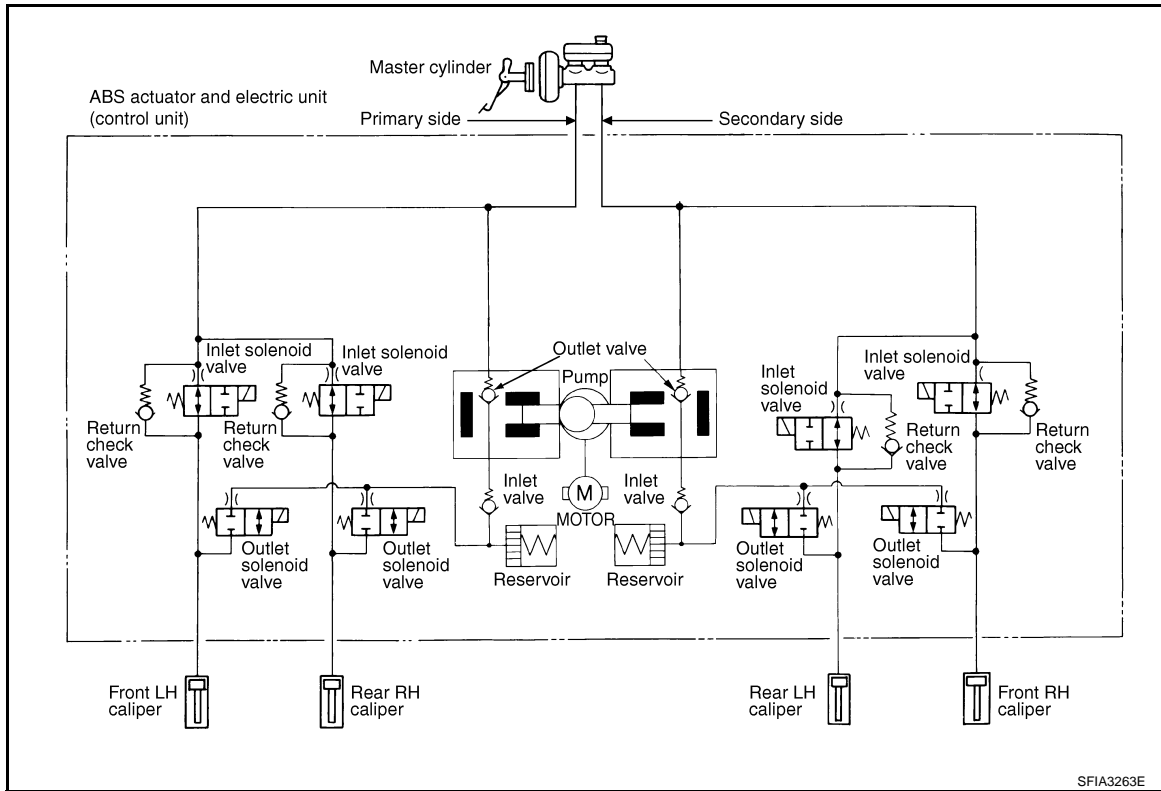 Master cylinder
ABS actuator and electric unit
(control unit)
Primary side
Secondary side
Inlet solenoid
valve
Inlet solenoid
valve
Outlet valve
Pump
Inlet
solenoid
valve
Inlet solenoid
valve
Return
check
valve
Return
check
valve
Return
check
valve
Return
check
valve
Inlet
valve
Inlet
valve
M
MOTOR
Outlet
solenoid
valve
Outlet
solenoid
valve
Reservoir
Reservoir
Outlet
solenoid
valve
Outlet
solenoid
valve
Front LH
caliper
Rear RH
caliper
Rear LH
caliper
Front RH
caliper
SFIA3263E